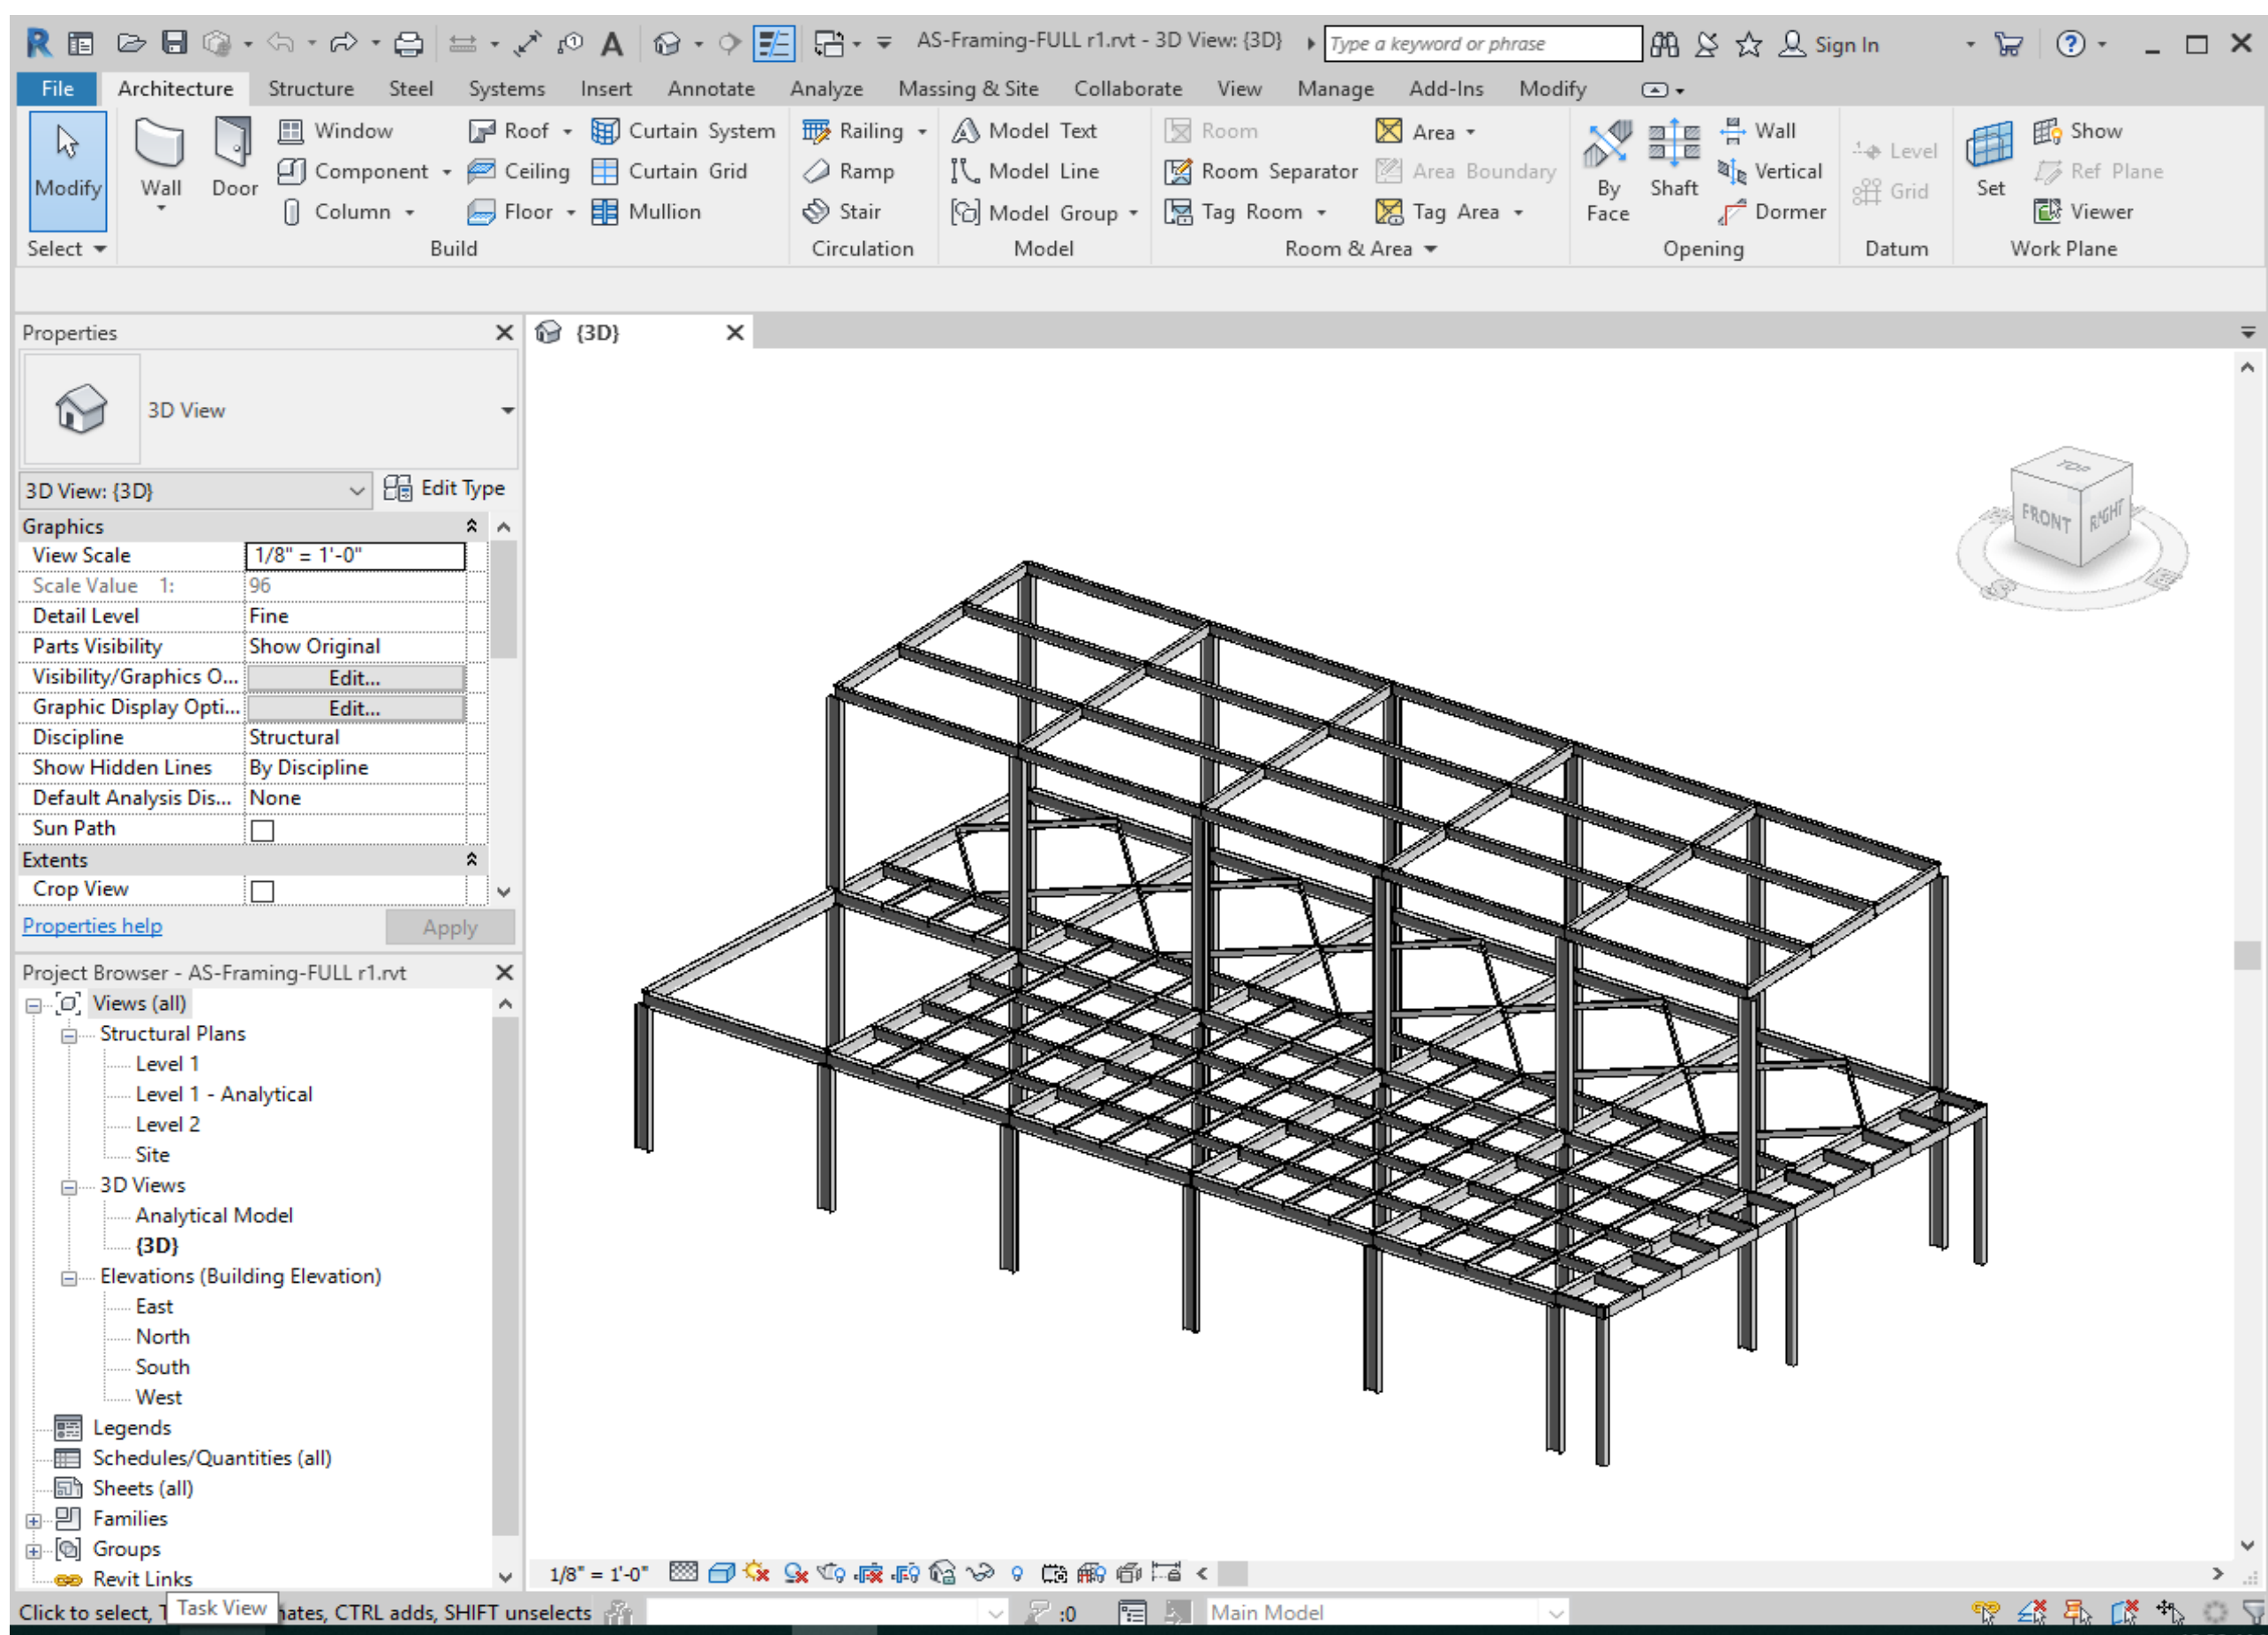 AS-Framing-FULL r1.rvt - 3D View: {3D} Type a keyword or phrase Sign In
File Architecture Structure Steel Systems Insert Annotate Analyze Massing & Site Collaborate View Manage Add-Ins Modify
Window Roof Curtain System Railing Model Text Room Area Wall Show
Component Ceiling Curtain Grid Ramp Model Line Room Separator Area Boundary Vertical Level Ref Plane
Modify Wall Door By Face Shaft Set
Column Floor Mullion Stair Model Group Tag Room Tag Area Dormer Grid Viewer
Select Build Circulation Model Room & Area Opening Datum Work Plane
Properties
{3D}
3D View
3D View: {3D} Edit Type
Graphics
View Scale 1/8" = 1'-0"
Scale Value 1: 96
Detail Level Fine
Parts Visibility Show Original
Visibility/Graphics O... Edit...
Graphic Display Opti... Edit...
Discipline Structural
Show Hidden Lines By Discipline
Default Analysis Dis... None
Sun Path
Extents
Crop View
Properties help Apply
TOP
FRONT RIGHT
Project Browser - AS-Framing-FULL r1.rvt
Views (all)
Structural Plans
Level 1
Level 1 - Analytical
Level 2
Site
3D Views
Analytical Model
{3D}
Elevations (Building Elevation)
East
North
South
West
Legends
Schedules/Quantities (all)
Sheets (all)
Families
Groups
Revit Links
1/8" = 1'-0"
Task View
Click to select, CTRL adds, SHIFT unselects :0 Main Model